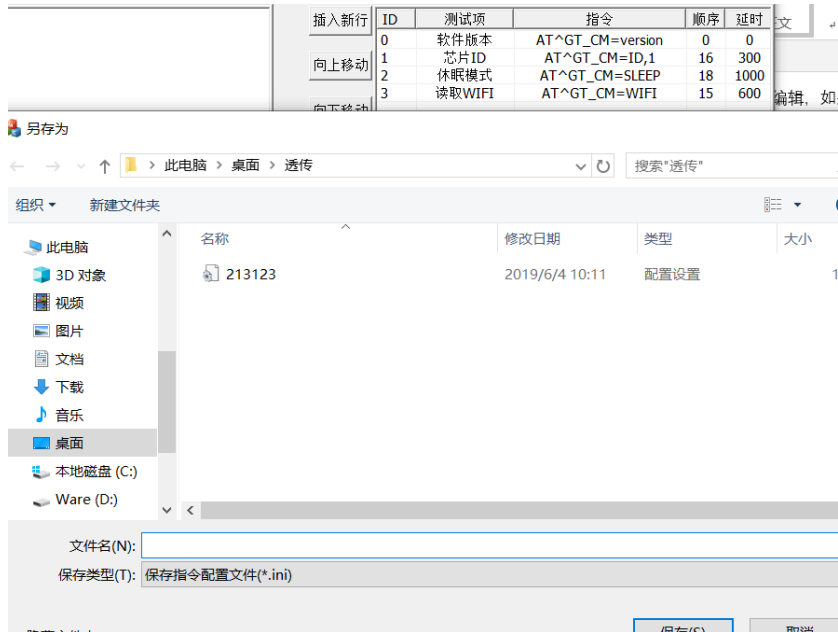 插入新行 ID 测试项 指令 顺序 延时 文
0 软件版本 AT^GT_CM=version 0 0
向上移动 1 芯片ID AT^GT_CM=ID,1 16 300
2 休眠模式 AT^GT_CM=SLEEP 18 1000
3 读取WIFI AT^GT_CM=WIFI 15 600
编辑，如
向下移动
另存为
此电脑 > 桌面 > 透传 搜索"透传"
组织 新建文件夹
名称 修改日期 类型 大小
213123 2019/6/4 10:11 配置设置 1
此电脑
3D 对象
视频
图片
文档
下载
音乐
桌面
本地磁盘 (C:)
Ware (D:)
文件名(N):
保存类型(T): 保存指令配置文件(*.ini)
保存(S) 取消